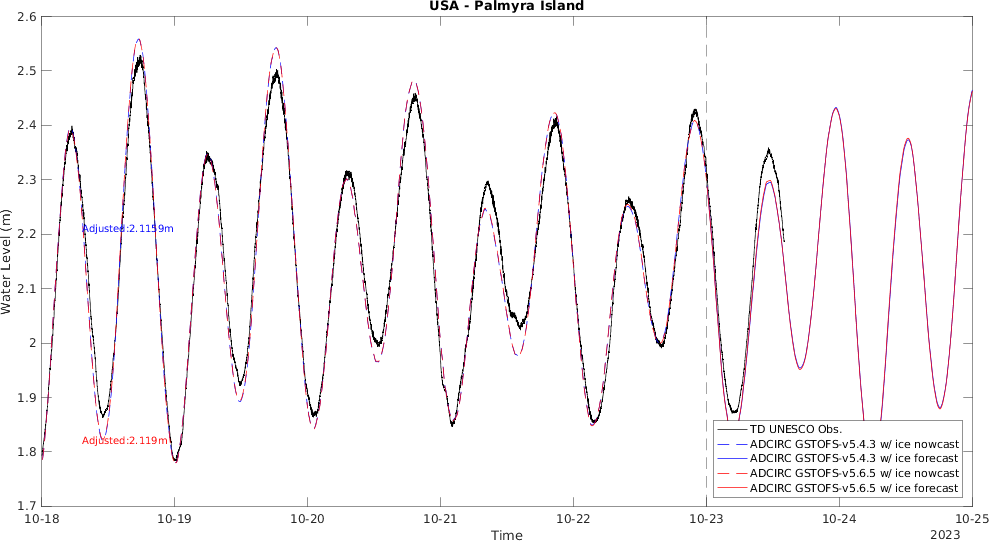 USA - Palmyra Island
2.6
2.5
2.4
2.3
2.2
2.1
2
1.9
1.8
1.7
Water Level (m)
Adjusted:2.1159m
Adjusted:2.119m
TD UNESCO Obs.
ADCIRC GSTOFS-v5.4.3 w/ ice nowcast
ADCIRC GSTOFS-v5.4.3 w/ ice forecast
ADCIRC GSTOFS-v5.6.5 w/ ice nowcast
ADCIRC GSTOFS-v5.6.5 w/ ice forecast
10-18 10-19 10-20 10-21 10-22 10-23 10-24 10-25
Time
2023